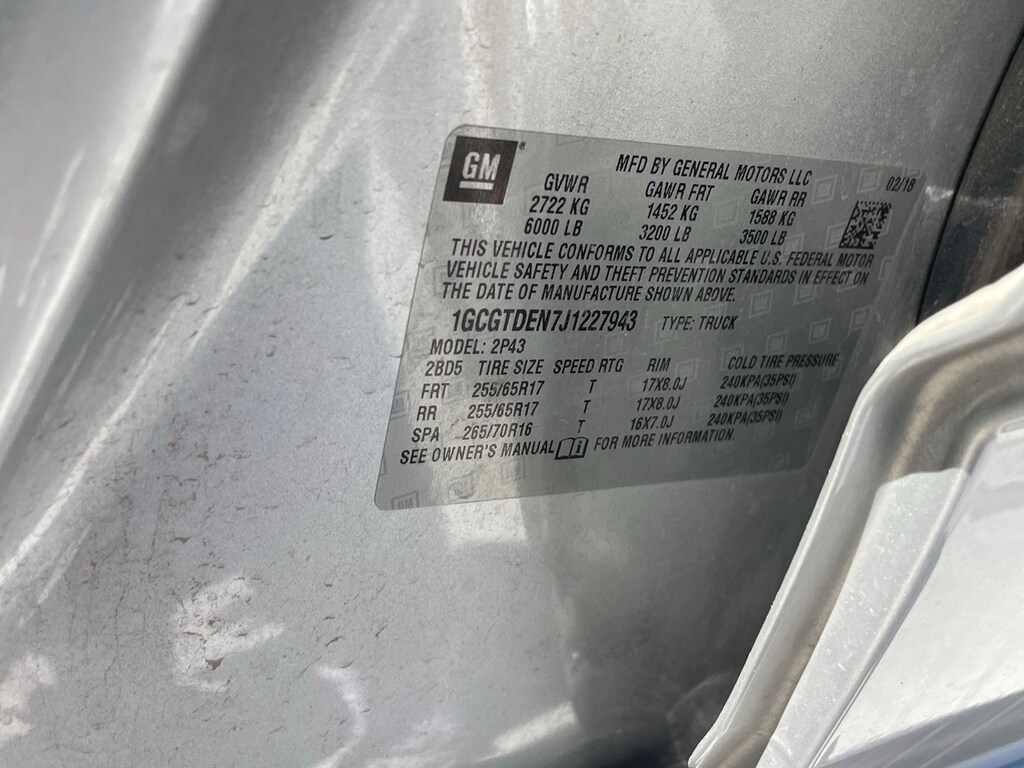 GM
MFD BY GENERAL MOTORS LLC 02/18
GVWR GAWR FRT GAWR RR
2722 KG 1452 KG 1588 KG
6000 LB 3200 LB 3500 LB
THIS VEHICLE CONFORMS TO ALL APPLICABLE U.S. FEDERAL MOTOR
VEHICLE SAFETY AND THEFT PREVENTION STANDARDS IN EFFECT ON
THE DATE OF MANUFACTURE SHOWN ABOVE.
1GCGTDEN7J1227943 TYPE: TRUCK
MODEL: 2P43
2BD5 TIRE SIZE SPEED RTG RIM COLD TIRE PRESSURE
FRT 255/65R17 T 17X8.0J 240KPA(35PSI)
RR 255/65R17 T 17X8.0J 240KPA(35PSI)
SPA 265/70R16 T 16X7.0J 240KPA(35PSI)
SEE OWNER'S MANUAL FOR MORE INFORMATION.
GM